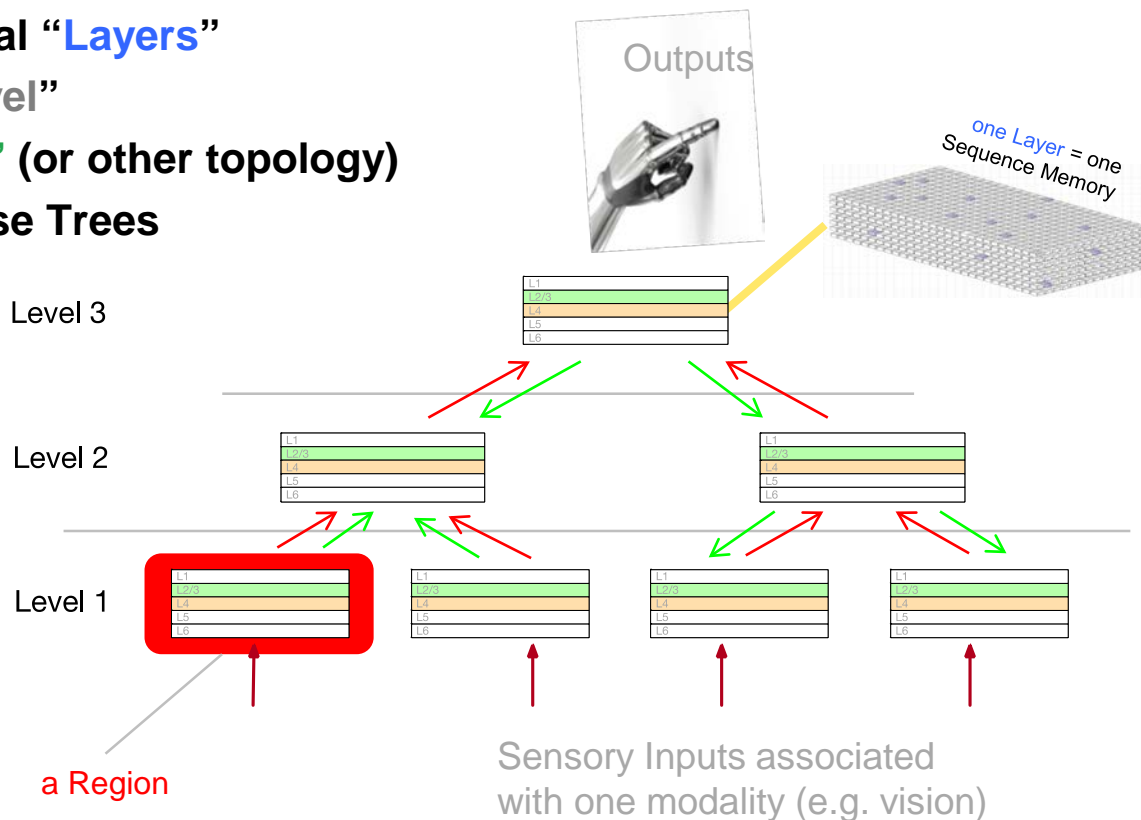 al “Layers”
vel”
” (or other topology)
se Trees
Outputs
one Layer = one
Sequence Memory
Level 3
L1
L2/3
L4
L5
L6
Level 2
L1
L2/3
L4
L5
L6
L1
L2/3
L4
L5
L6
Level 1
L1
L2/3
L4
L5
L6
L1
L2/3
L4
L5
L6
L1
L2/3
L4
L5
L6
L1
L2/3
L4
L5
L6
a Region
Sensory Inputs associated
with one modality (e.g. vision)